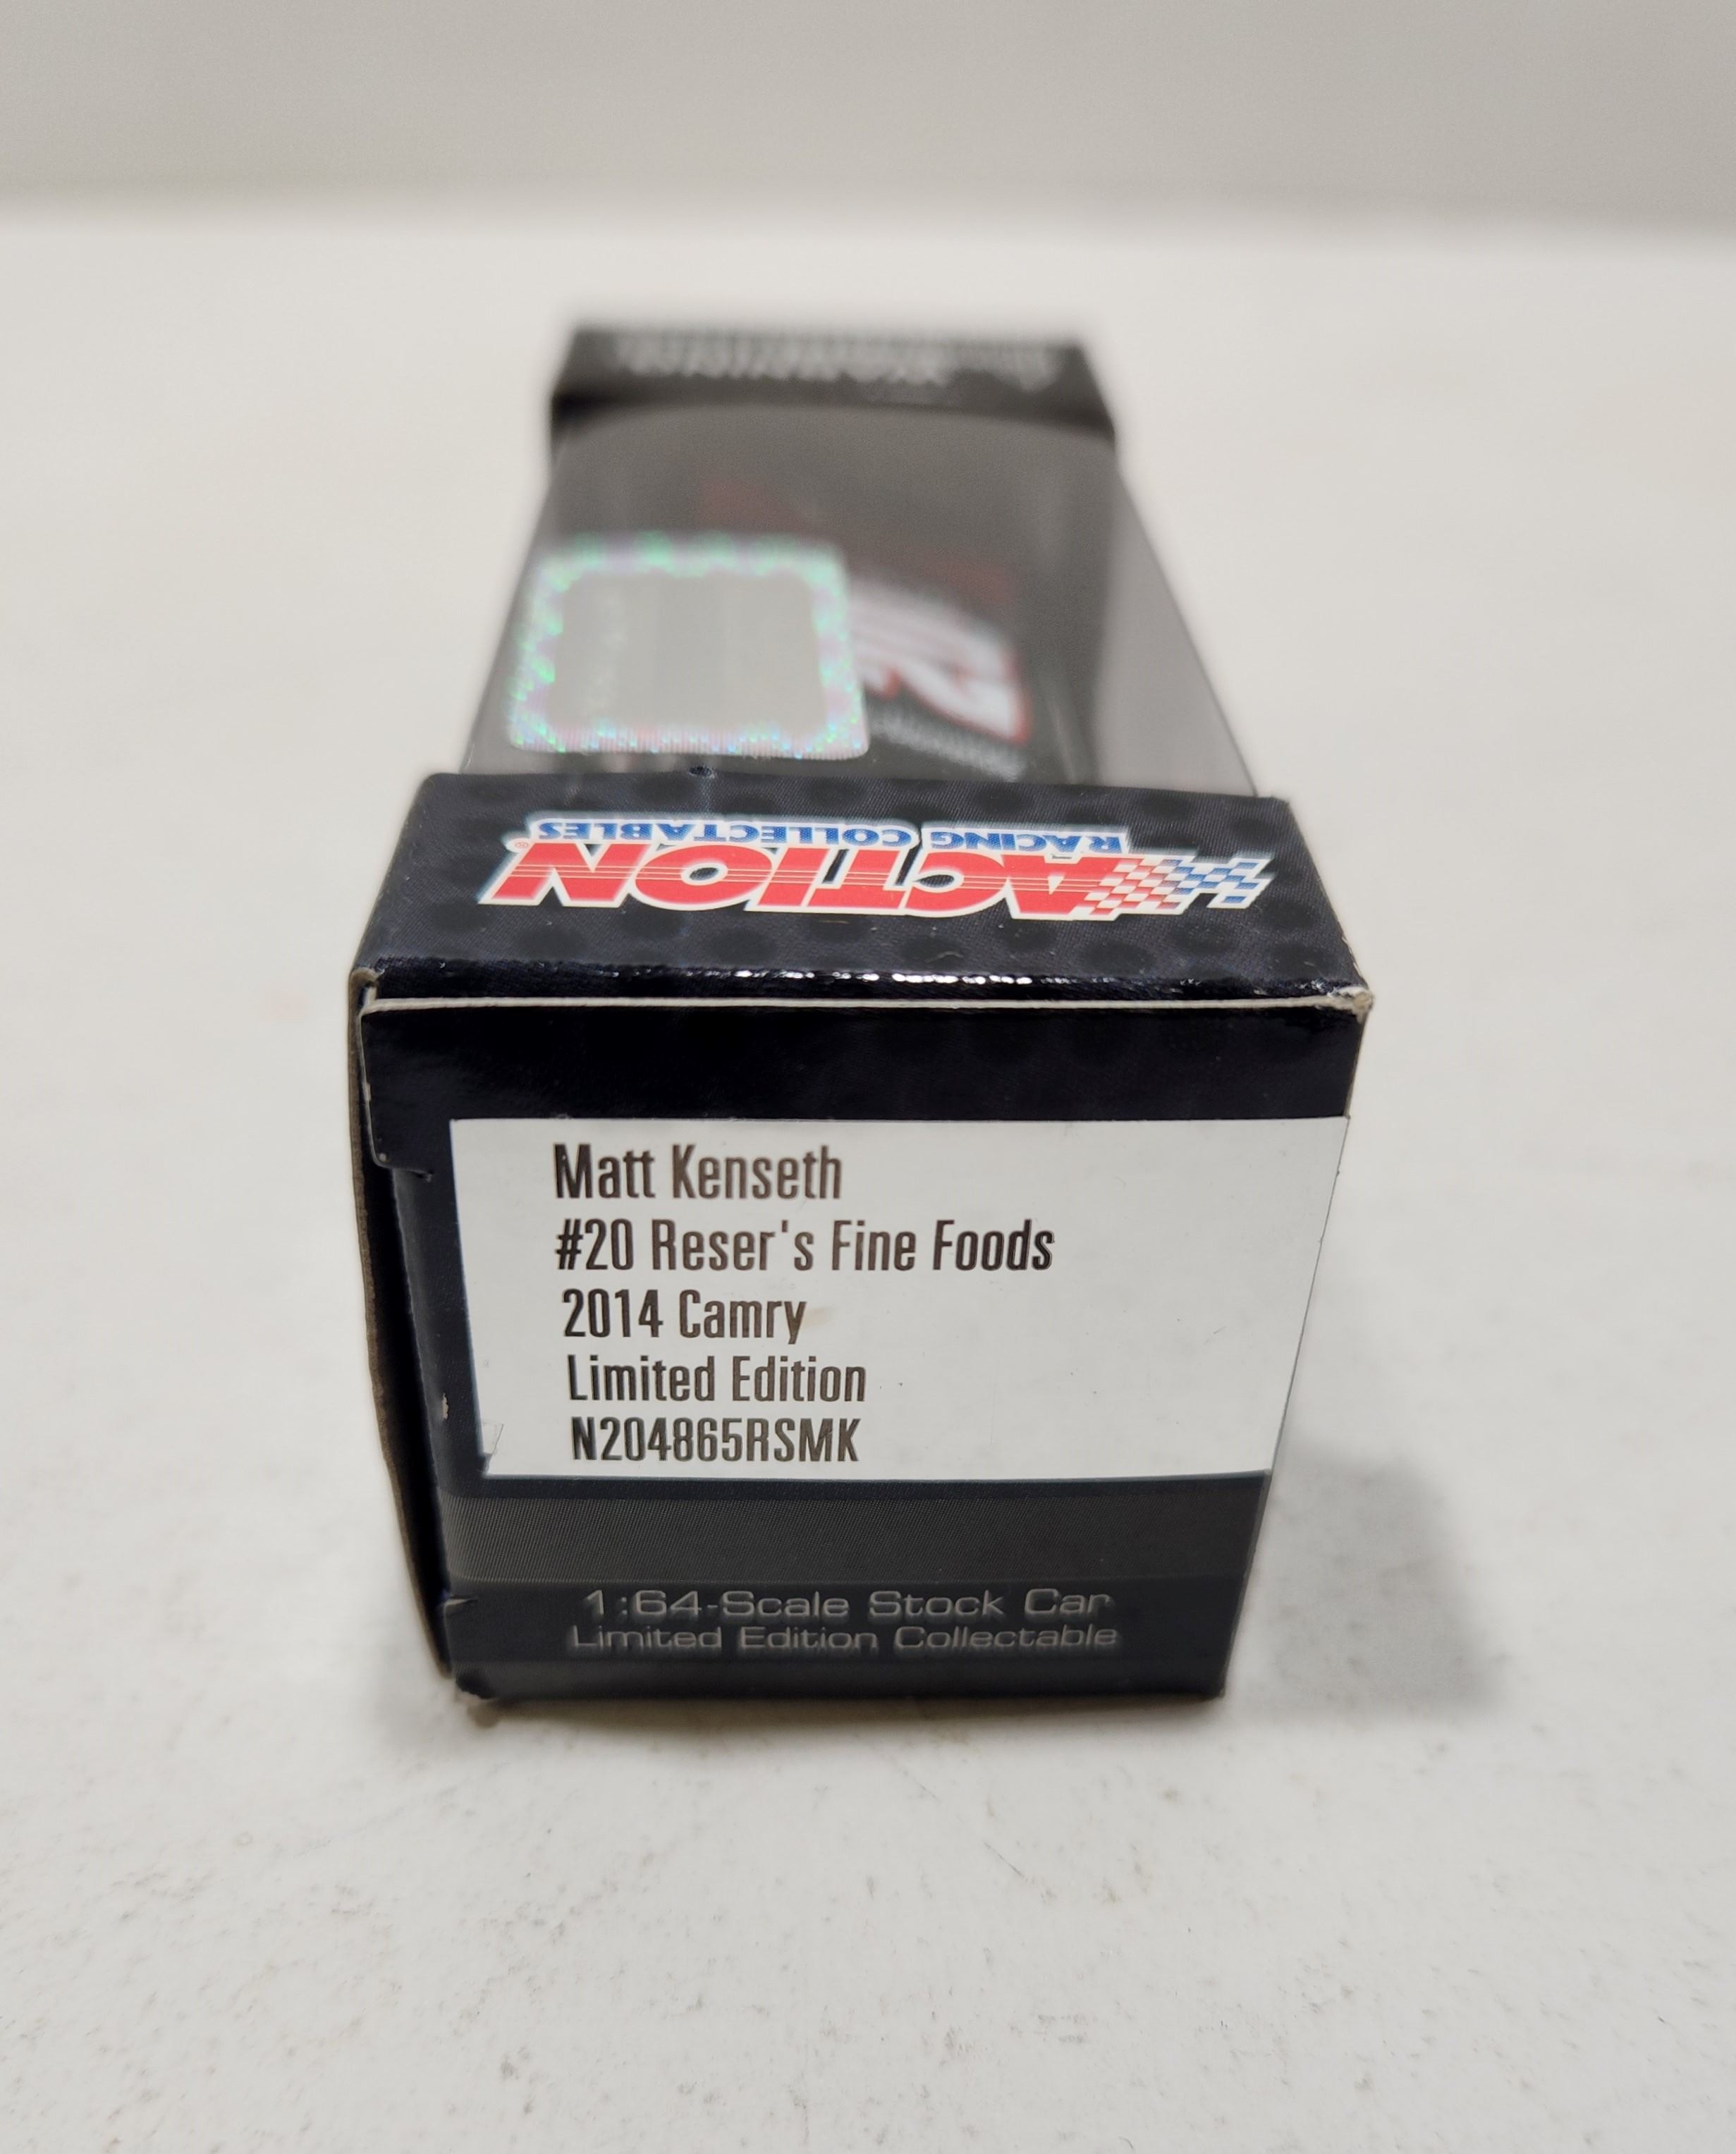 WARNING:
ACTION®
RACING COLLECTABLES
Matt Kenseth
#20 Reser's Fine Foods
2014 Camry
Limited Edition
N204865RSMK
1:64-Scale Stock Car
Limited Edition Collectable